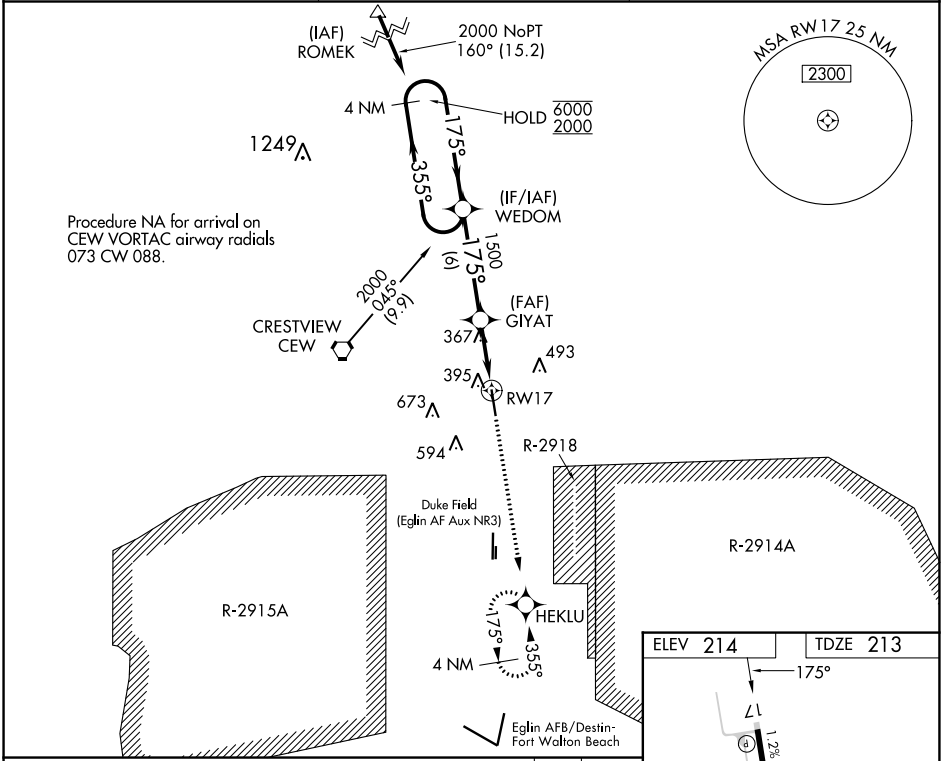 (IAF)
ROMEK
2000 NoPT
160° (15.2)
MSA RW17 25 NM
2300
4 NM
HOLD
6000
2000
175°
355°
1249
(IF/IAF)
WEDOM
Procedure NA for arrival on
CEW VORTAC airway radials
073 CW 088.
1500
175°
(6)
2000
045°
(9.9)
CRESTVIEW
CEW
(FAF)
GIYAT
367
493
395
RW17
673
594
R-2918
Duke Field
(Eglin AF Aux NR3)
R-2914A
R-2915A
HEKLU
175°
355°
4 NM
Eglin AFB/Destin-
Fort Walton Beach
ELEV 214
TDZE 213
175°
17
P
1.2%